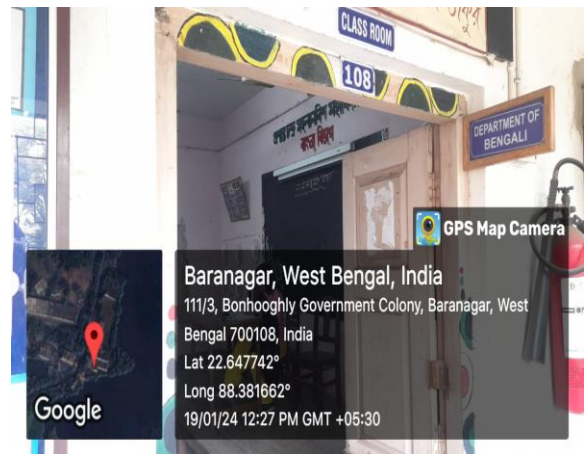 CLASS ROOM
108
DEPARTMENT OF
BENGALI
বাংলা বিভাগ
GPS Map Camera
Baranagar, West Bengal, India
111/3, Bonhooghly Government Colony, Baranagar, West
Bengal 700108, India
Lat 22.647742°
Long 88.381662°
19/01/24 12:27 PM GMT +05:30
Google